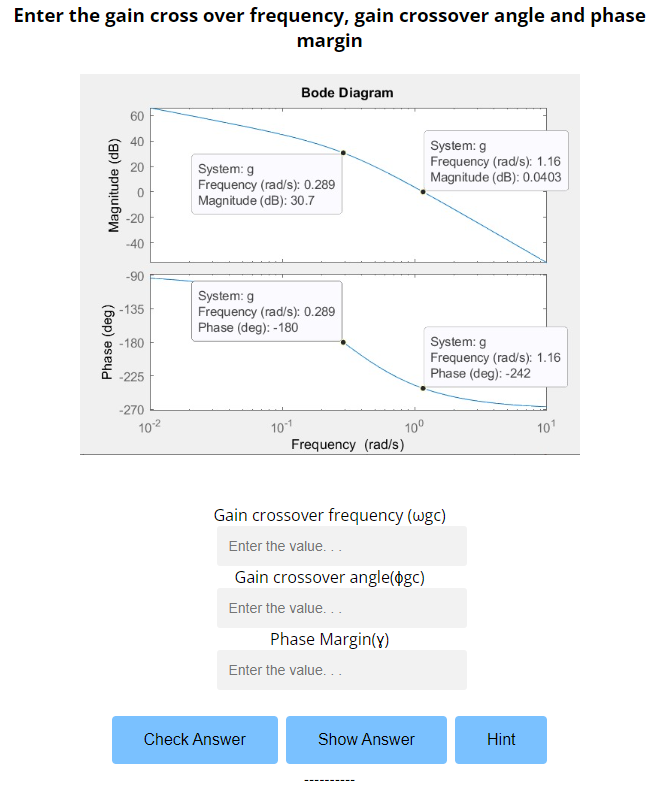 Enter the gain cross over frequency, gain crossover angle and phase
margin
Bode Diagram
Magnitude (dB)
60
40
20
0
-20
-40
System: g
Frequency (rad/s): 0.289
Magnitude (dB): 30.7
System: g
Frequency (rad/s): 1.16
Magnitude (dB): 0.0403
Phase (deg)
-90
-135
-180
-225
-270
System: g
Frequency (rad/s): 0.289
Phase (deg): -180
System: g
Frequency (rad/s): 1.16
Phase (deg): -242
10-2
10-1
100
101
Frequency (rad/s)
Gain crossover frequency (ωgc)
Enter the value. . .
Gain crossover angle(ϕgc)
Enter the value. . .
Phase Margin(ɣ)
Enter the value. . .
Check Answer
Show Answer
Hint
----------